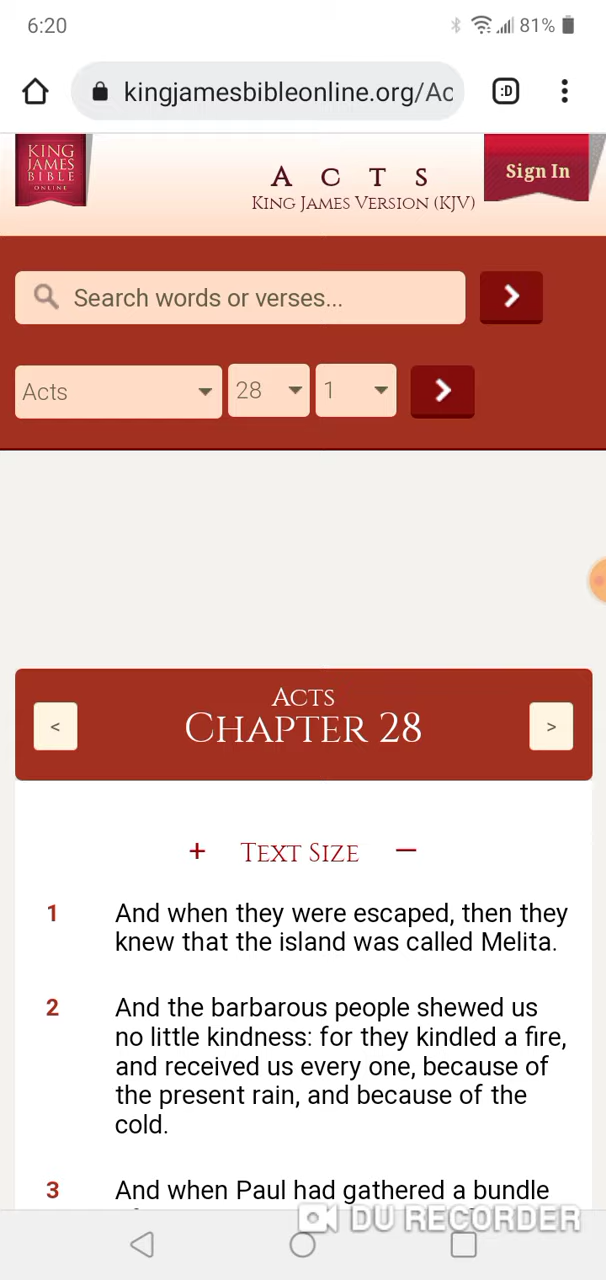 6:20
81%
kingjamesbibleonline.org/Ac
:D
KING
JAMES
BIBLE
ONLINE
ACTS
KING JAMES VERSION (KJV)
Sign In
Search words or verses...
>
Acts
28
1
>
<
ACTS
CHAPTER 28
>
+ TEXT SIZE −
1 And when they were escaped, then they
knew that the island was called Melita.
2 And the barbarous people shewed us
no little kindness: for they kindled a fire,
and received us every one, because of
the present rain, and because of the
cold.
3 And when Paul had gathered a bundle
DU RECORDER